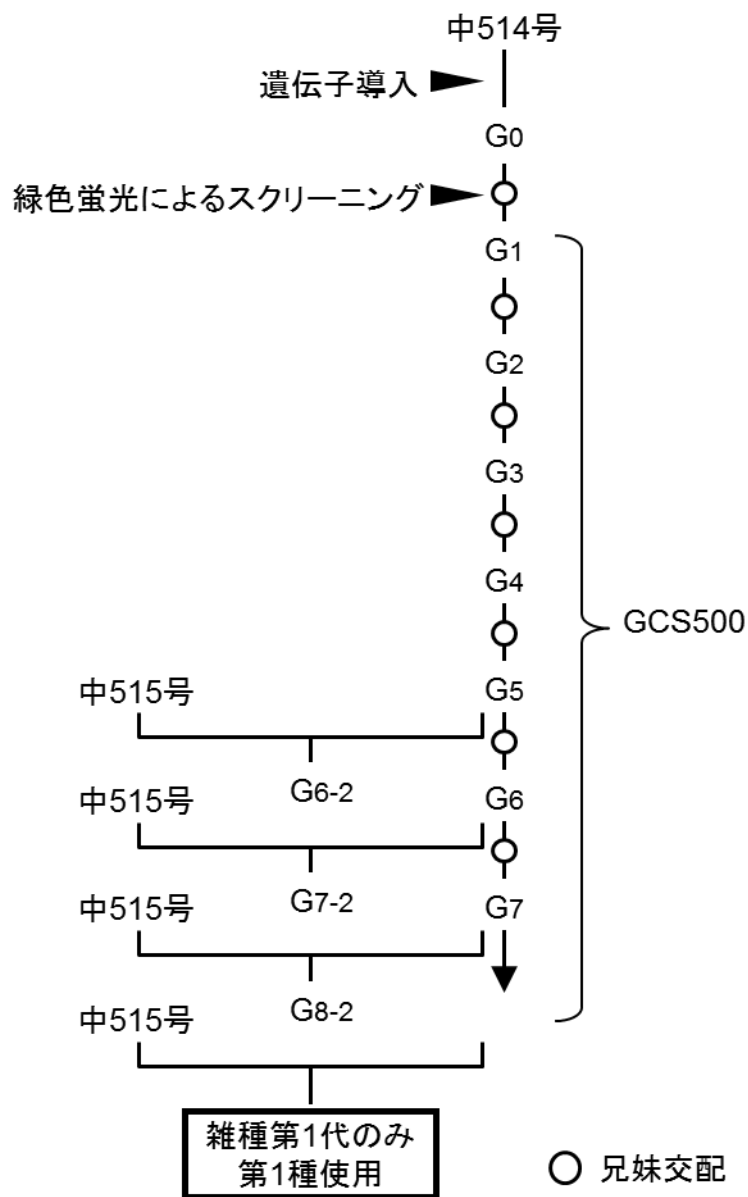 中514号
遺伝子導入
G0
緑色蛍光によるスクリーニング
G1
G2
G3
G4
GCS500
中515号
G5
G6-2
中515号
G6
G7-2
中515号
G7
G8-2
中515号
雑種第1代のみ
第1種使用
兄妹交配